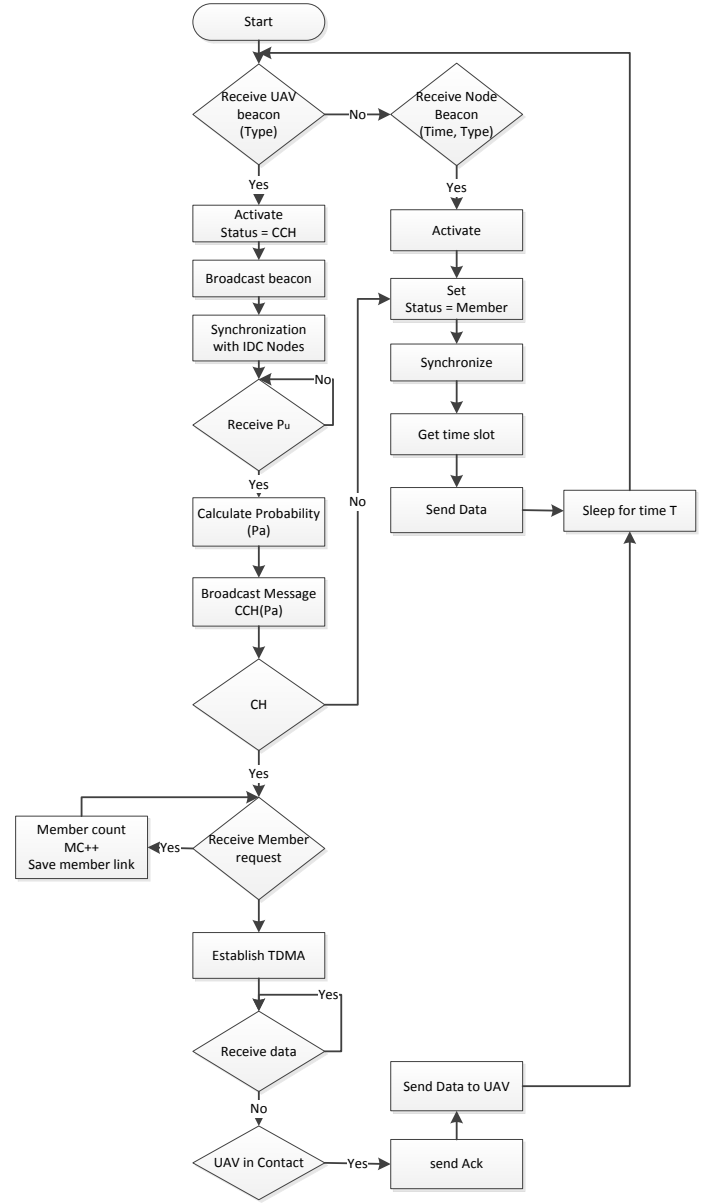 Start
Receive UAV
beacon
(Type)
No
Receive Node
Beacon
(Time, Type)
Yes
Yes
Activate
Status = CCH
Activate
Broadcast beacon
Set
Status = Member
Synchronization
with IDC Nodes
Synchronize
No
Receive Pu
Get time slot
Yes
No
Calculate Probability
(Pa)
Send Data
Sleep for time T
Broadcast Message
CCH(Pa)
CH
Yes
Member count
MC++
Save member link
Yes
Receive Member
request
Establish TDMA
Yes
Receive data
Send Data to UAV
No
UAV in Contact
Yes
send Ack